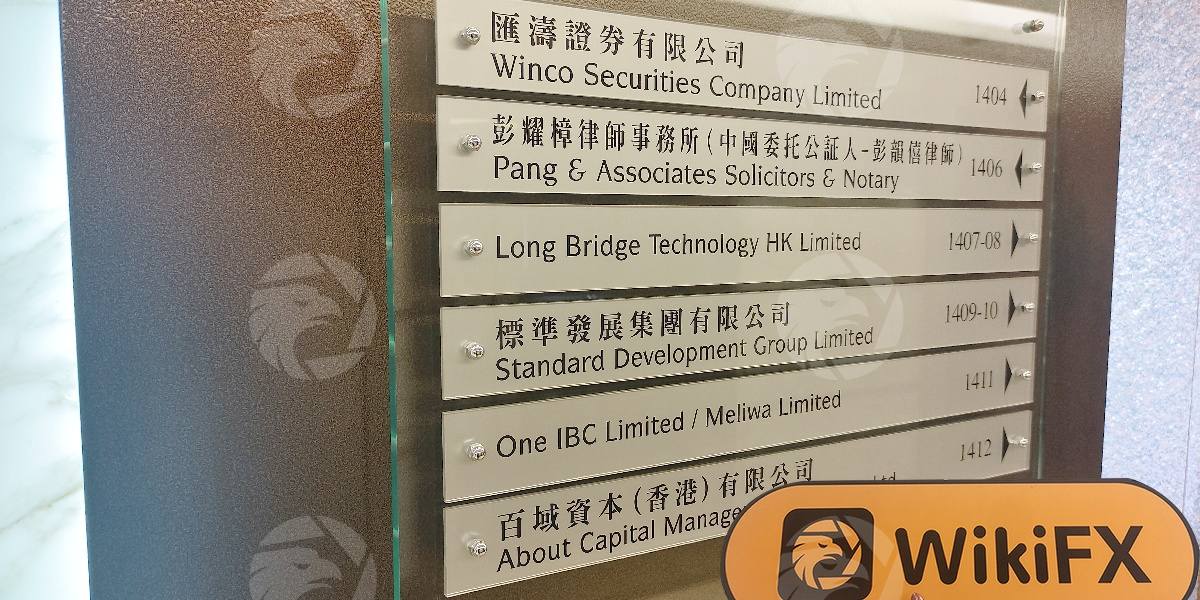 匯濤證券有限公司
Winco Securities Company Limited
1404
彭耀樟律師事務所(中國委托公証人-彭韻僖律師)
Pang & Associates Solicitors & Notary
1406
Long Bridge Technology HK Limited
1407-08
標準發展集團有限公司
Standard Development Group Limited
1409-10
One IBC Limited / Meliwa Limited
1411
百域資本(香港)有限公司
About Capital
Ltd
1412
WikiFX